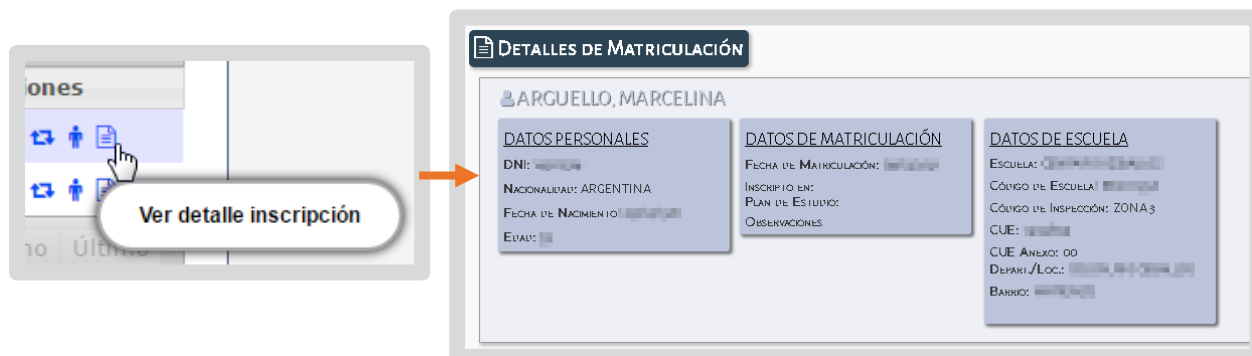 iones
Ver detalle inscripción
no Último
DETALLES DE MATRICULACIÓN
ARGUELLO, MARCELINA
DATOS PERSONALES
DNI:
NACIONALIDAD: ARGENTINA
FECHA DE NACIMIENTO
EDAD:
DATOS DE MATRICULACIÓN
FECHA DE MATRICULACIÓN:
INSCRIPTO EN:
PLAN DE ESTUDIO:
OBSERVACIONES
DATOS DE ESCUELA
ESCUELA:
CÓDIGO DE ESCUELA:
CÓDIGO DE INSPECCIÓN: ZONA3
CUE:
CUE ANEXO: 00
DEPART./LOC.:
BARRIO: